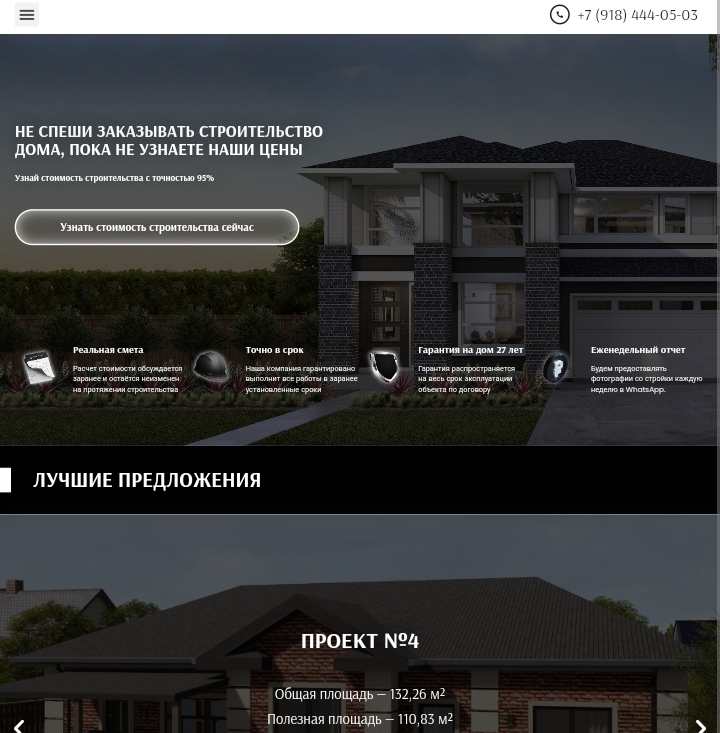 +7 (918) 444-05-03
НЕ СПЕШИ ЗАКАЗЫВАТЬ СТРОИТЕЛЬСТВО
ДОМА, ПОКА НЕ УЗНАЕТЕ НАШИ ЦЕНЫ
Узнай стоимость строительства с точностью 95%
Узнать стоимость строительства сейчас
Реальная смета
Расчет стоимости обсуждается
заранее и остаётся неизменен
на протяжении строительства
Точно в срок
Наша компания гарантировано
выполнит все работы в заранее
установленные сроки
Гарантия на дом 27 лет
Гарантия распространяется
на весь срок эксплуатации
объекта по договору
Еженедельный отчет
Будем предоставлять
фотографии со стройки каждую
неделю в WhatsApp.
ЛУЧШИЕ ПРЕДЛОЖЕНИЯ
ПРОЕКТ №4
Общая площадь — 132,26 м²
Полезная площадь — 110,83 м²